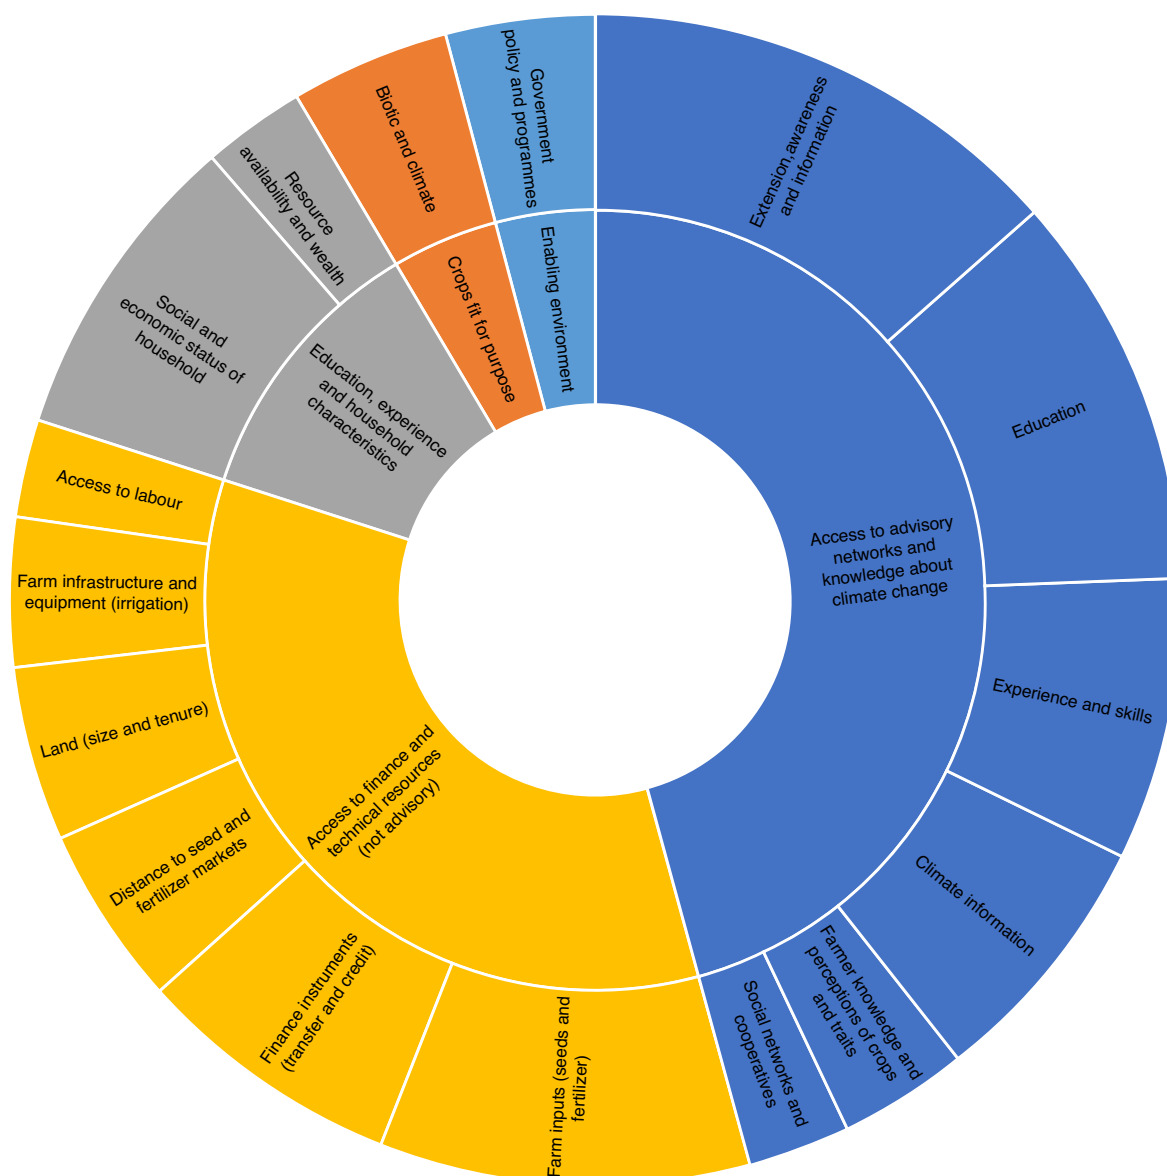 Government
policy and programmes
Biotic and climate
Resource
availability and wealth
Social and
economic status of
household
Access to labour
Farm infrastructure and
equipment (irrigation)
Land (size and tenure)
Distance to seed and
fertilizer markets
Finance instruments
(transfer and credit)
Farm inputs (seeds and
fertilizer)
Social networks and
cooperatives
Farmer knowledge and
perceptions of crops
and traits
Climate information
Experience and skills
Education
Extension, awareness
and information
Enabling environment
Crops fit for purpose
Education, experience
and household
characteristics
Access to finance and
technical resources
(not advisory)
Access to advisory
networks and
knowledge about
climate change